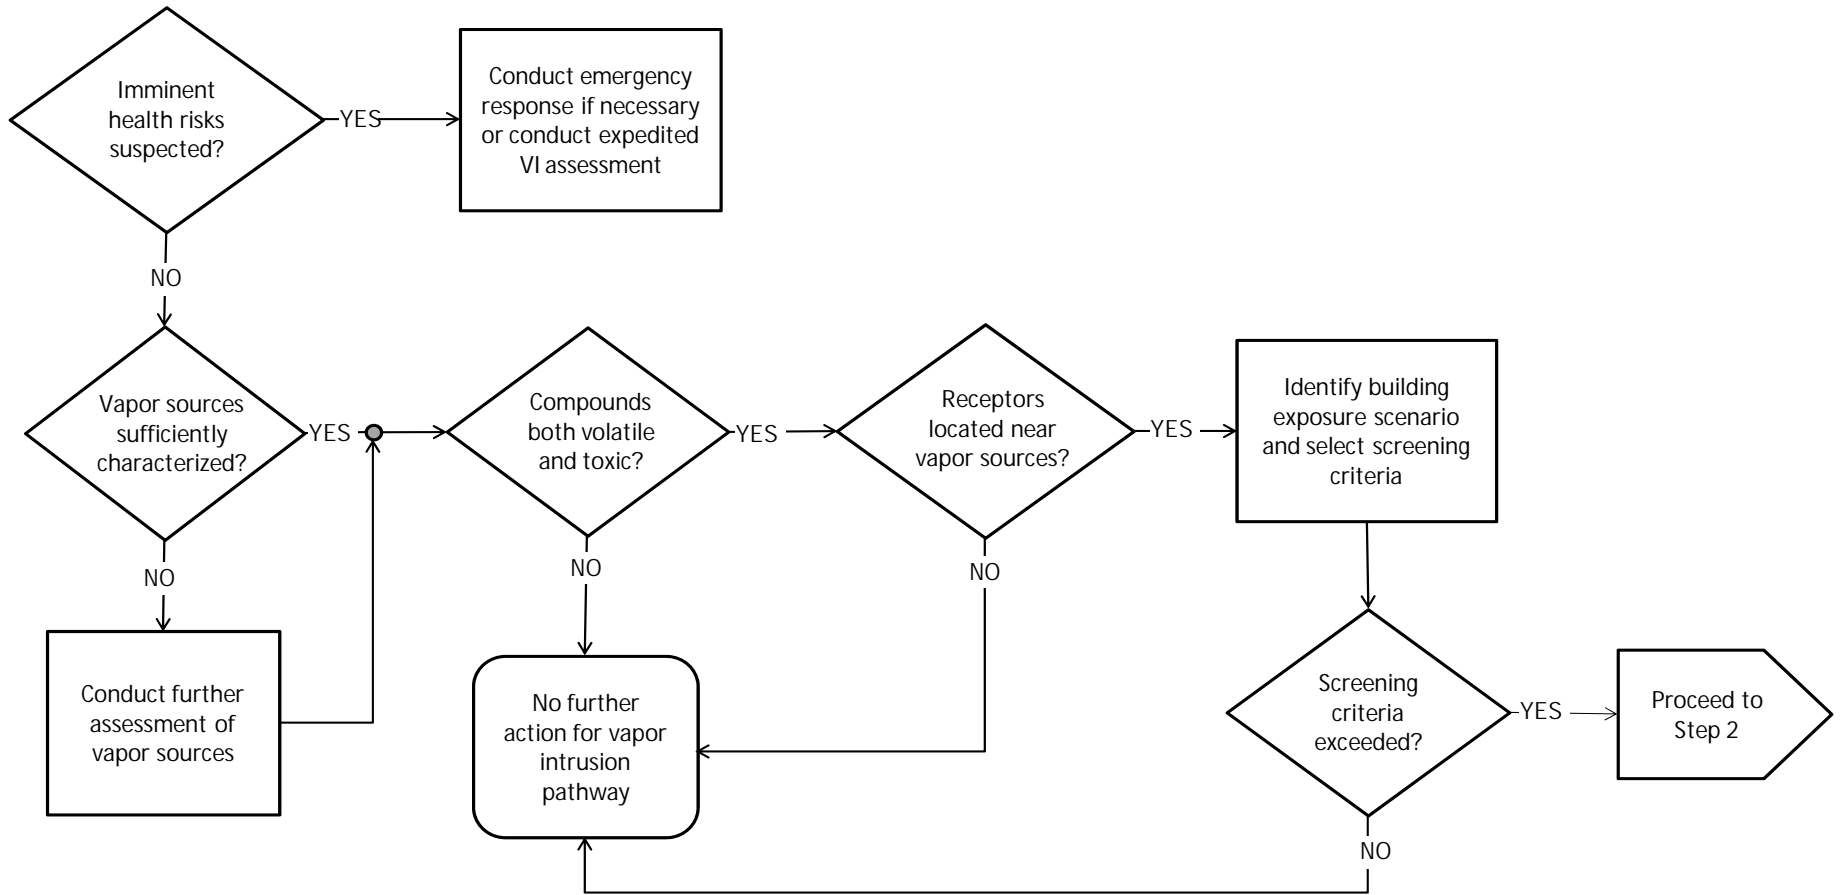 Imminent
health risks
suspected?
YES
Conduct emergency
response if necessary
or conduct expedited
VI assessment
NO
Vapor sources
sufficiently
characterized?
YES
Compounds
both volatile
and toxic?
YES
Receptors
located near
vapor sources?
YES
Identify building
exposure scenario
and select screening
criteria
NO
NO
NO
Conduct further
assessment of
vapor sources
No further
action for vapor
intrusion
pathway
Screening
criteria
exceeded?
YES
Proceed to
Step 2
NO